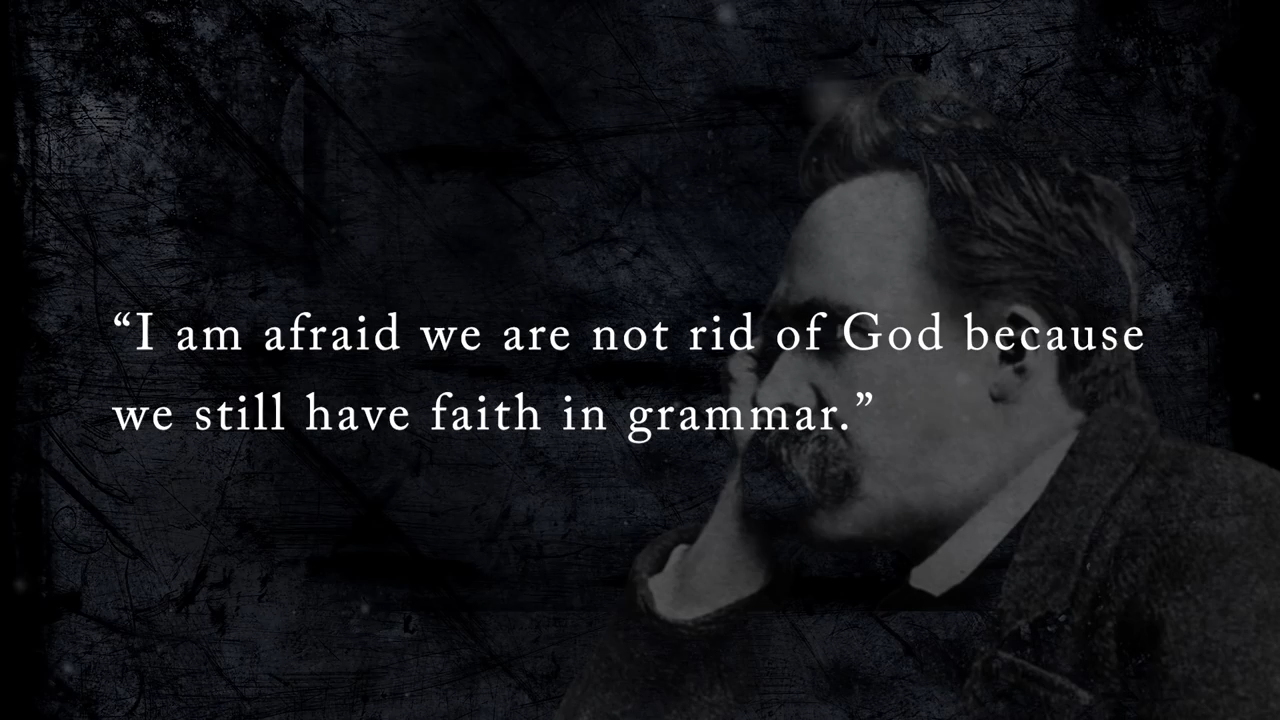 “I am afraid we are not rid of God because
we still have faith in grammar.”